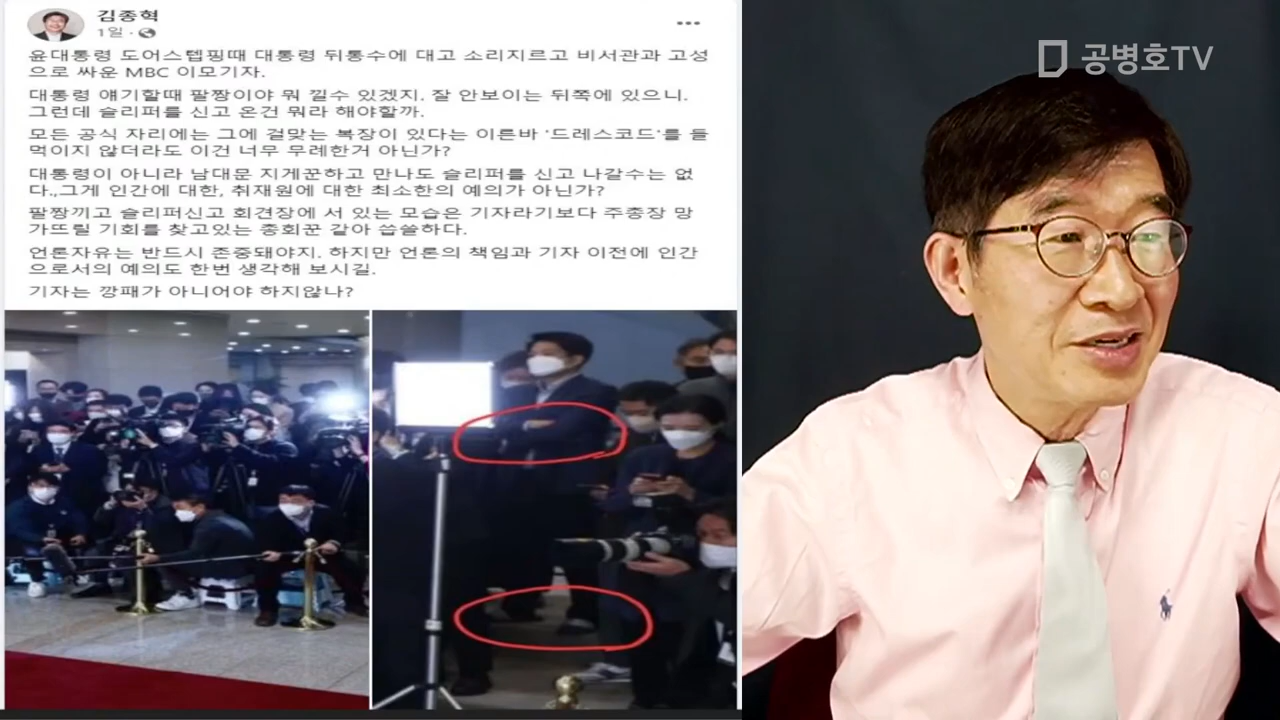 김종혁
1일 ·
윤대통령 도어스텝핑때 대통령 뒤통수에 대고 소리지르고 비서관과 고성
으로 싸운 MBC 이모기자.
대통령 얘기할때 팔짱이야 뭐 낄수 있겠지. 잘 안보이는 뒤쪽에 있으니.
그런데 슬리퍼를 신고 온건 뭐라 해야할까.
모든 공식 자리에는 그에 걸맞는 복장이 있다는 이른바 '드레스코드'를 들
먹이지 않더라도 이건 너무 무례한거 아닌가?
대통령이 아니라 남대문 지게꾼하고 만나도 슬리퍼를 신고 나갈수는 없
다.,그게 인간에 대한, 취재원에 대한 최소한의 예의가 아닌가?
팔짱끼고 슬리퍼신고 회견장에 서 있는 모습은 기자라기보다 주총장 망
가뜨릴 기회를 찾고있는 총회꾼 같아 씁쓸하다.
언론자유는 반드시 존중돼야지. 하지만 언론의 책임과 기자 이전에 인간
으로서의 예의도 한번 생각해 보시길.
기자는 깡패가 아니어야 하지않나?
공병호TV